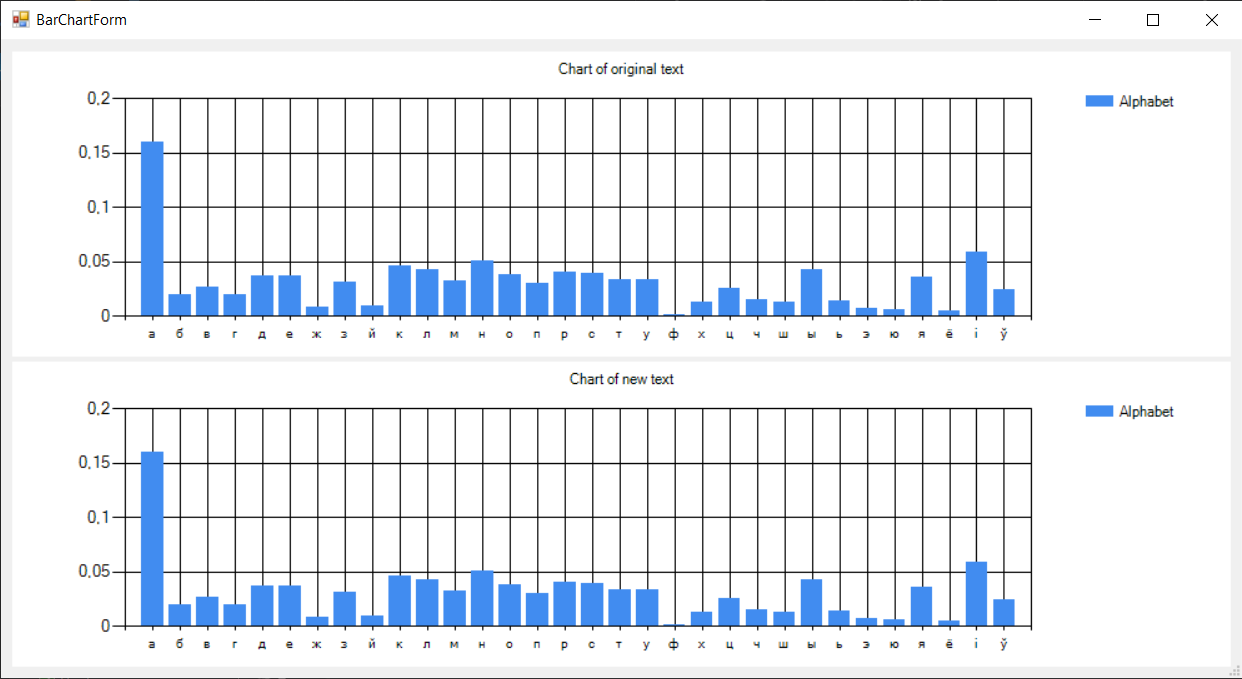 BarChartForm
Chart of original text
0,2
0,15
0,1
0,05
0
а б в г д е ж з й к л м н о п р с т у ф х ц ч ш ы ь э ю я ё і ў
Alphabet
Chart of new text
0,2
0,15
0,1
0,05
0
а б в г д е ж з й к л м н о п р с т у ф х ц ч ш ы ь э ю я ё і ў
Alphabet